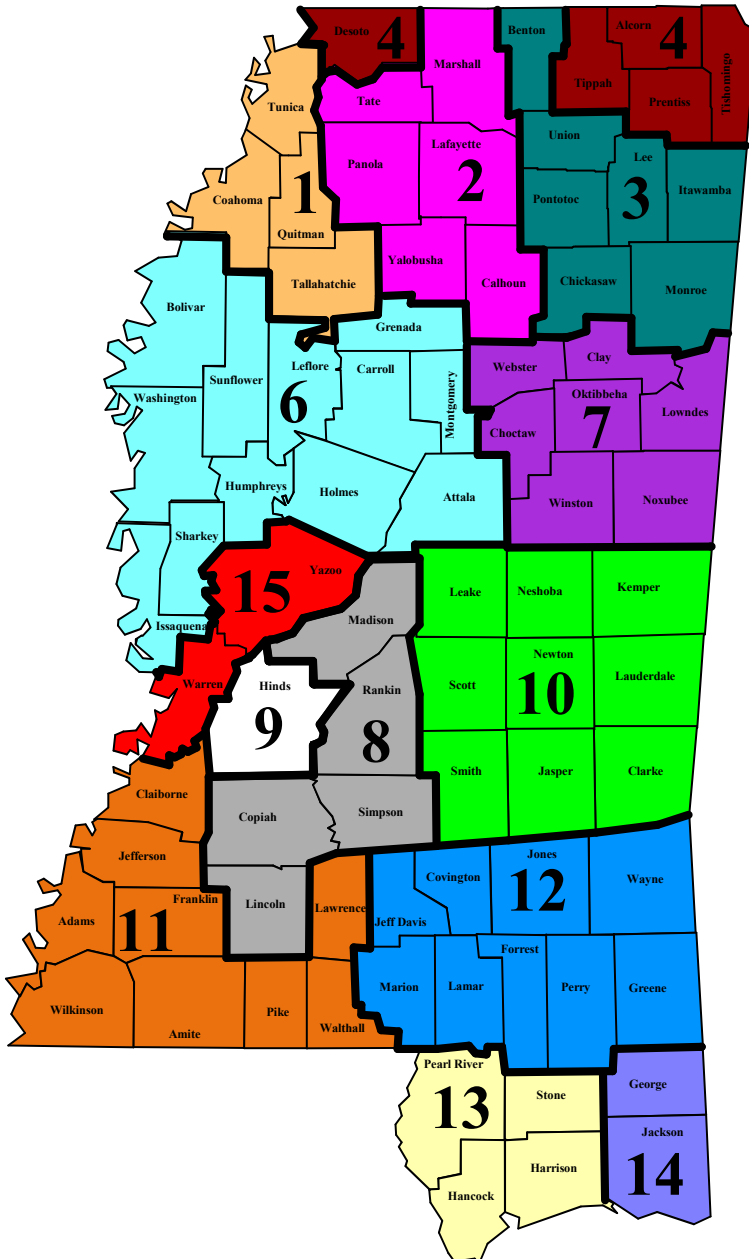 Desoto
4
Benton
Alcorn
4
Tishomingo
Marshall
Tippah
Tunica
Tate
Prentiss
Union
Lafayette
Lee
Panola
2
Itawamba
Coahoma
1
Pontotoc
3
Quitman
Yalobusha
Tallahatchie
Calhoun
Chickasaw
Monroe
Bolivar
Grenada
Clay
Leflore
Carroll
Webster
Sunflower
Washington
6
Montgomery
Oktibbeha
7
Lowndes
Choctaw
Humphreys
Holmes
Attala
Winston
Noxubee
Sharkey
Yazoo
15
Leake
Neshoba
Kemper
Issaquena
Madison
Newton
Warren
Hinds
Rankin
Scott
10
Lauderdale
9
8
Smith
Jasper
Clarke
Claiborne
Copiah
Simpson
Jefferson
Jones
Covington
12
Wayne
Franklin
Lincoln
Lawrence
Adams
11
Jeff Davis
Forrest
Wilkinson
Marion
Lamar
Perry
Greene
Pike
Amite
Walthall
Pearl River
George
13
Stone
Jackson
14
Harrison
Hancock